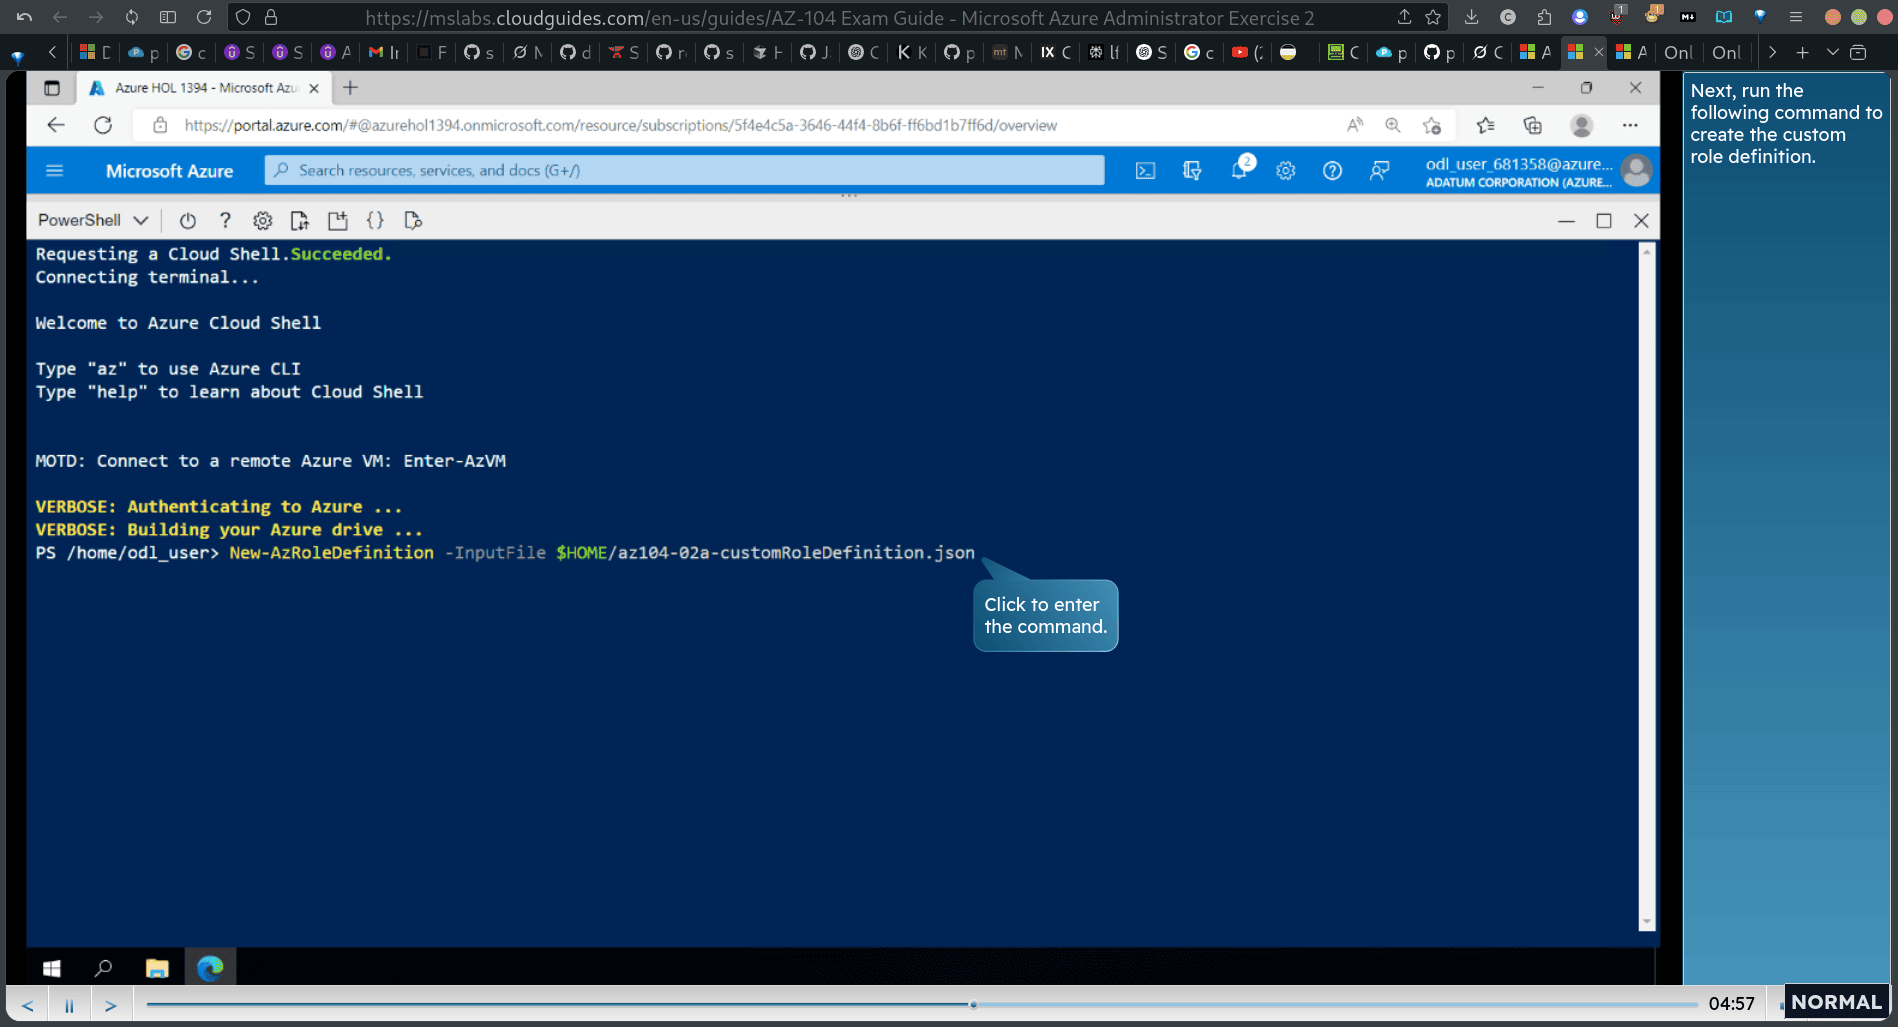 https://mslabs.cloudguides.com/en-us/guides/AZ-104 Exam Guide - Microsoft Azure Administrator Exercise 2
Azure HOL 1394 - Microsoft Azu
https://portal.azure.com/#@azurehol1394.onmicrosoft.com/resource/subscriptions/5f4e4c5a-3646-44f4-8b6f-ff6bd1b7ff6d/overview
Microsoft Azure
Search resources, services, and docs (G+/)
2
odl_user_681358@azure...
ADATUM CORPORATION (AZURE...
PowerShell
Requesting a Cloud Shell.Succeeded.
Connecting terminal...
Welcome to Azure Cloud Shell
Type "az" to use Azure CLI
Type "help" to learn about Cloud Shell
MOTD: Connect to a remote Azure VM: Enter-AzVM
VERBOSE: Authenticating to Azure ...
VERBOSE: Building your Azure drive ...
PS /home/odl_user> New-AzRoleDefinition -InputFile $HOME/az104-02a-customRoleDefinition.json
Click to enter
the command.
Next, run the
following command to
create the custom
role definition.
04:57
NORMAL